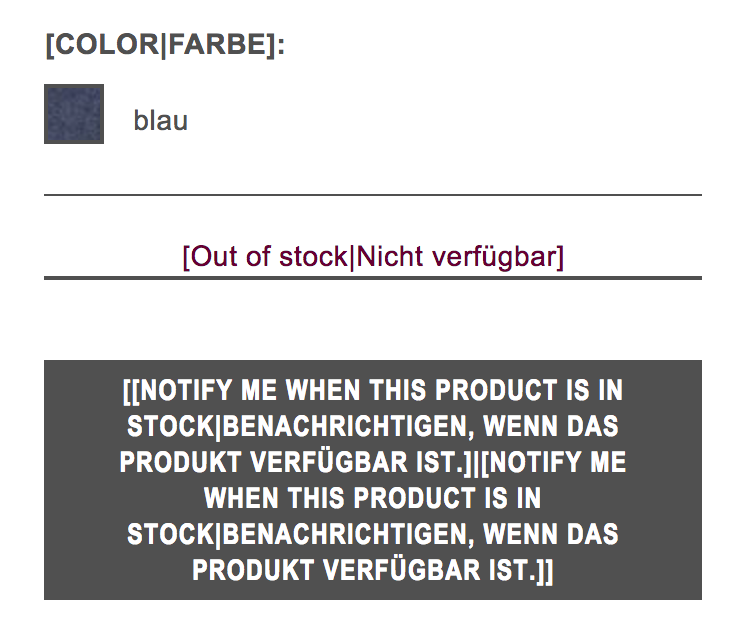 [COLOR|FARBE]:
blau
[Out of stock|Nicht verfügbar]
[[NOTIFY ME WHEN THIS PRODUCT IS IN
STOCK|BENACHRICHTIGEN, WENN DAS
PRODUKT VERFÜGBAR IST.]|[NOTIFY ME
WHEN THIS PRODUCT IS IN
STOCK|BENACHRICHTIGEN, WENN DAS
PRODUKT VERFÜGBAR IST.]]